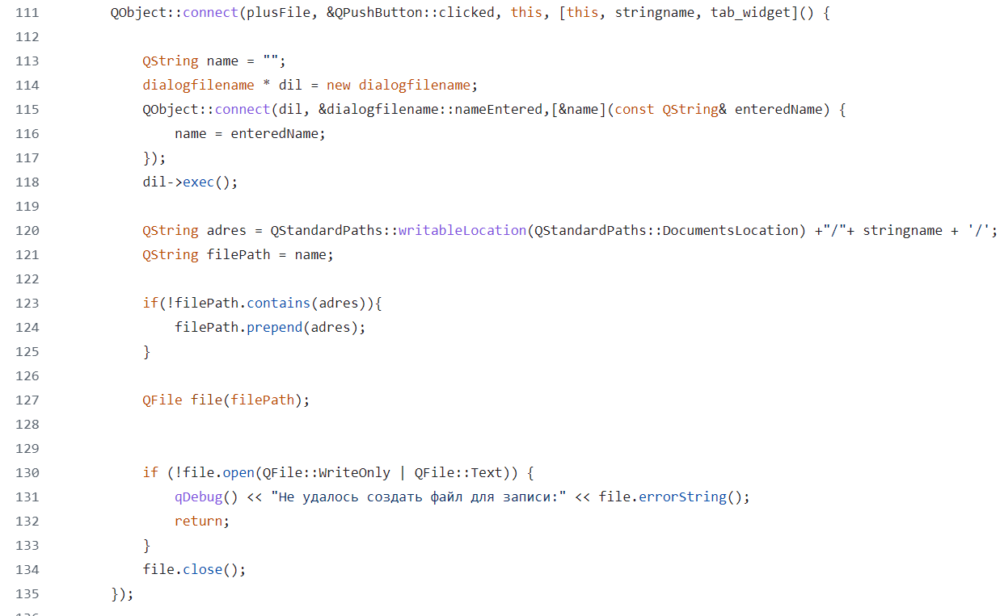 111 QObject::connect(plusFile, &QPushButton::clicked, this, [this, stringname, tab_widget]() {
112
113 QString name = "";
114 dialogfilename * dil = new dialogfilename;
115 QObject::connect(dil, &dialogfilename::nameEntered,[&name](const QString& enteredName) {
116 name = enteredName;
117 });
118 dil->exec();
119
120 QString adres = QStandardPaths::writableLocation(QStandardPaths::DocumentsLocation) +"/"+ stringname + '/';
121 QString filePath = name;
122
123 if(!filePath.contains(adres)){
124 filePath.prepend(adres);
125 }
126
127 QFile file(filePath);
128
129
130 if (!file.open(QFile::WriteOnly | QFile::Text)) {
131 qDebug() << "Не удалось создать файл для записи:" << file.errorString();
132 return;
133 }
134 file.close();
135 });